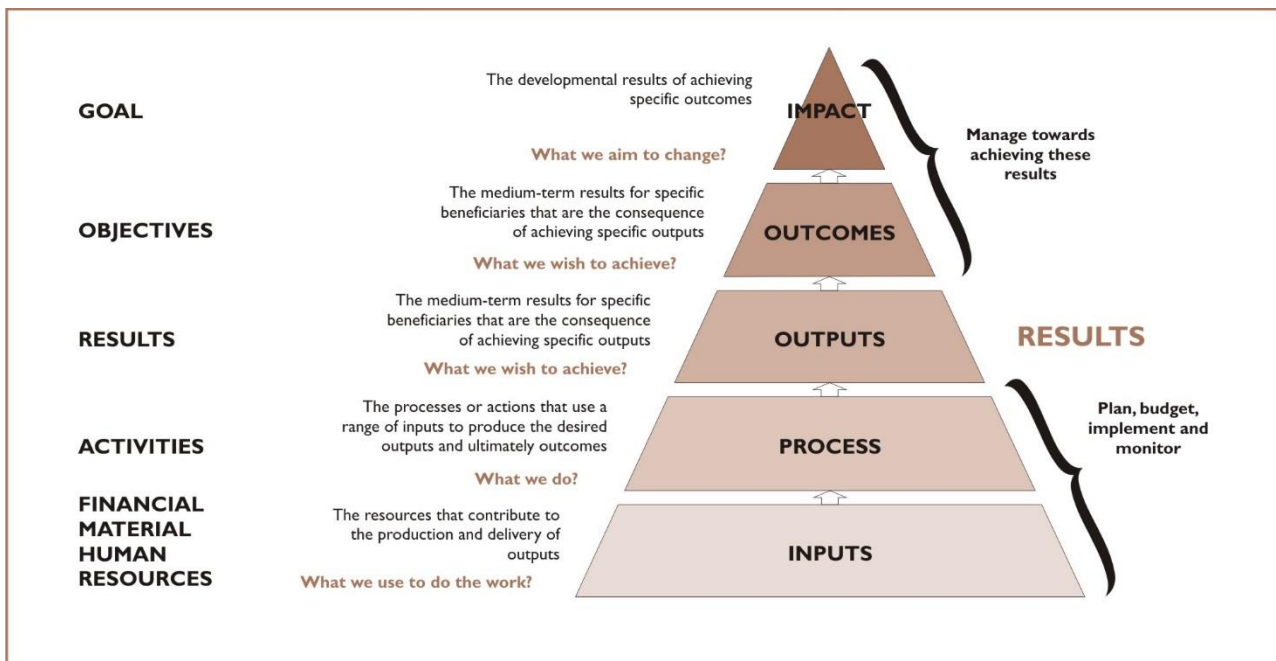 GOAL
The developmental results of achieving
specific outcomes
What we aim to change?
IMPACT
Manage towards
achieving these
results
OBJECTIVES
The medium-term results for specific
beneficiaries that are the consequence
of achieving specific outputs
What we wish to achieve?
OUTCOMES
RESULTS
The medium-term results for specific
beneficiaries that are the consequence
of achieving specific outputs
What we wish to achieve?
OUTPUTS
RESULTS
ACTIVITIES
The processes or actions that use a
range of inputs to produce the desired
outputs and ultimately outcomes
What we do?
PROCESS
Plan, budget,
implement and
monitor
FINANCIAL
MATERIAL
HUMAN
RESOURCES
The resources that contribute to
the production and delivery of
outputs
What we use to do the work?
INPUTS